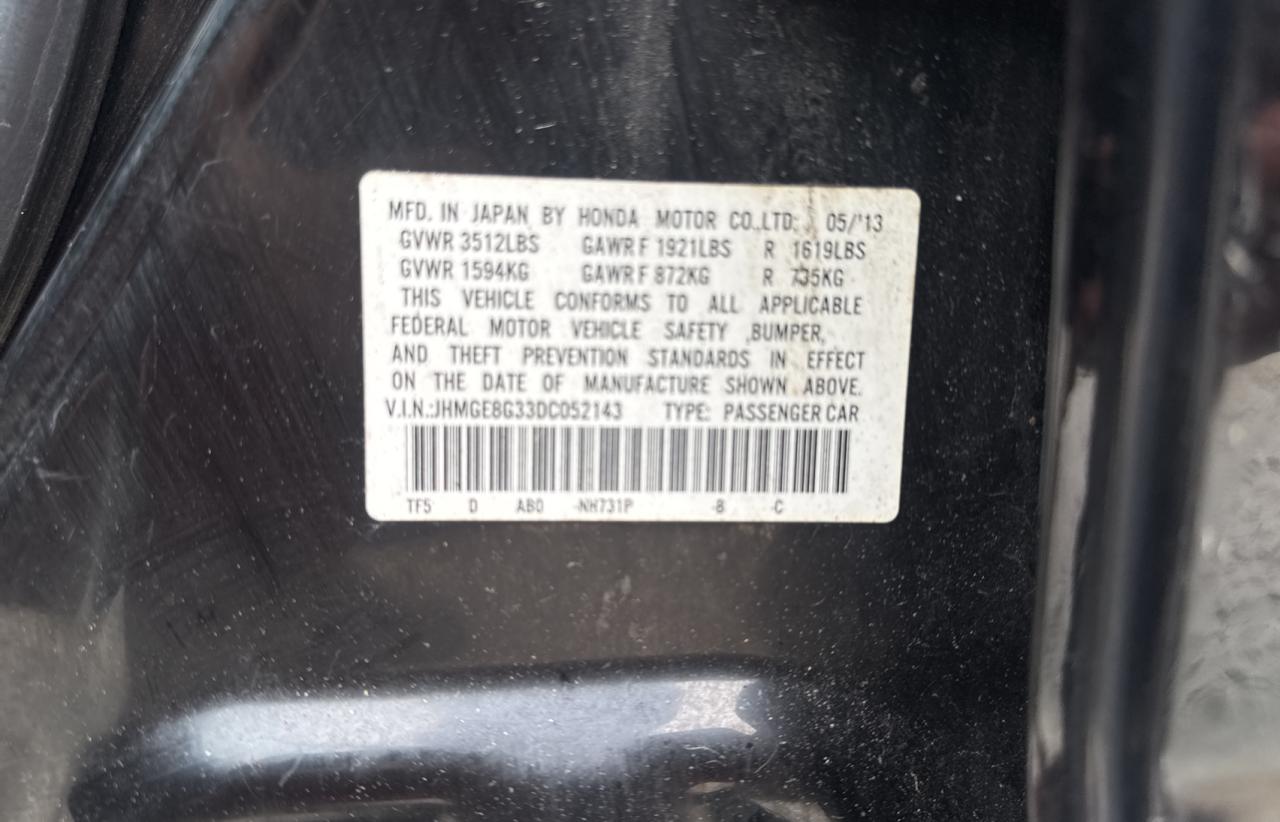 MFD. IN JAPAN BY HONDA MOTOR CO.,LTD. 05/'13
GVWR 3512LBS GAWR F 1921LBS R 1619LBS
GVWR 1594KG GAWR F 872KG R 735KG
THIS VEHICLE CONFORMS TO ALL APPLICABLE
FEDERAL MOTOR VEHICLE SAFETY ,BUMPER,
AND THEFT PREVENTION STANDARDS IN EFFECT
ON THE DATE OF MANUFACTURE SHOWN ABOVE.
V.I.N.:JHMGE8G33DC052143 TYPE: PASSENGER CAR
TF5 D AB0 -NH731P -B -C